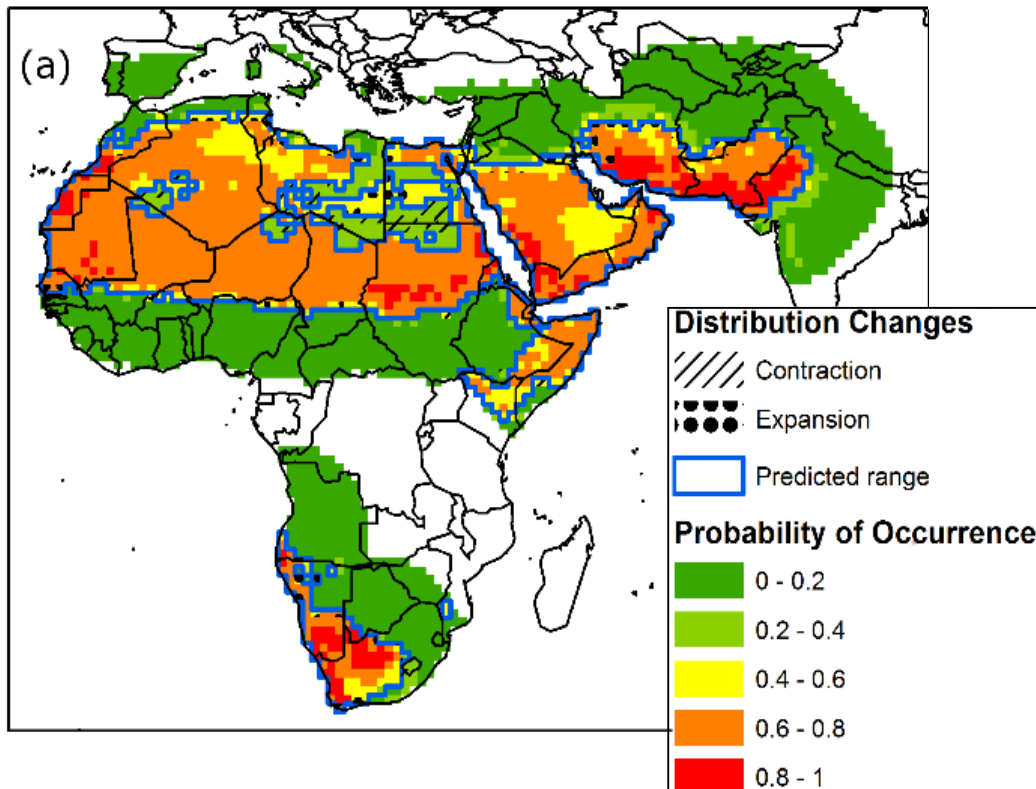 (a)
Distribution Changes
Contraction
Expansion
Predicted range
Probability of Occurrence
0 - 0.2
0.2 - 0.4
0.4 - 0.6
0.6 - 0.8
0.8 - 1